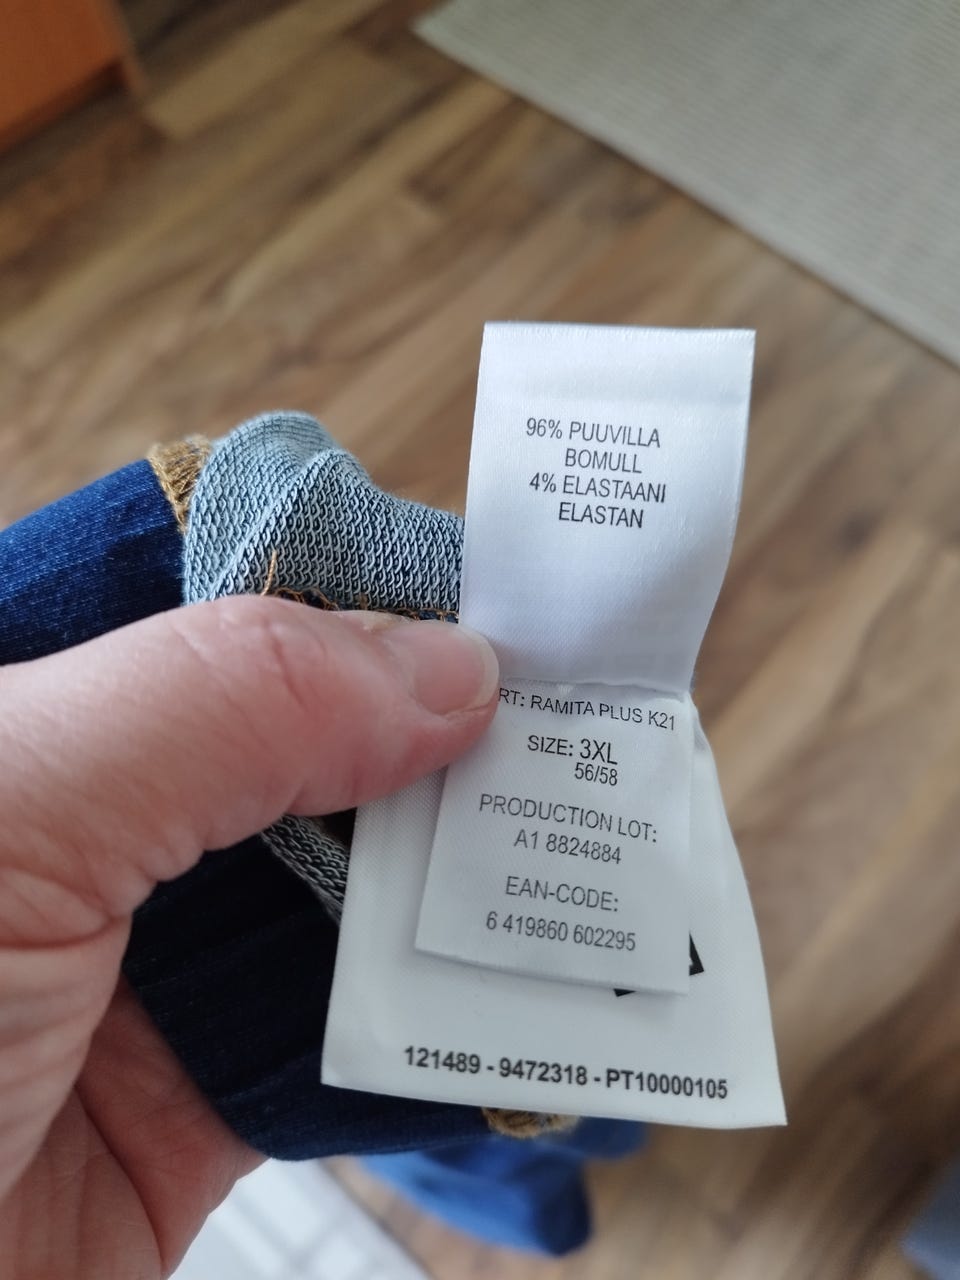 96% PUUVILLA
BOMULL
4% ELASTAANI
ELASTAN
RT: RAMITA PLUS K21
SIZE: 3XL
56/58
PRODUCTION LOT:
A1 8824884
EAN-CODE:
6 419860 602295
121489 - 9472318 - PT10000105